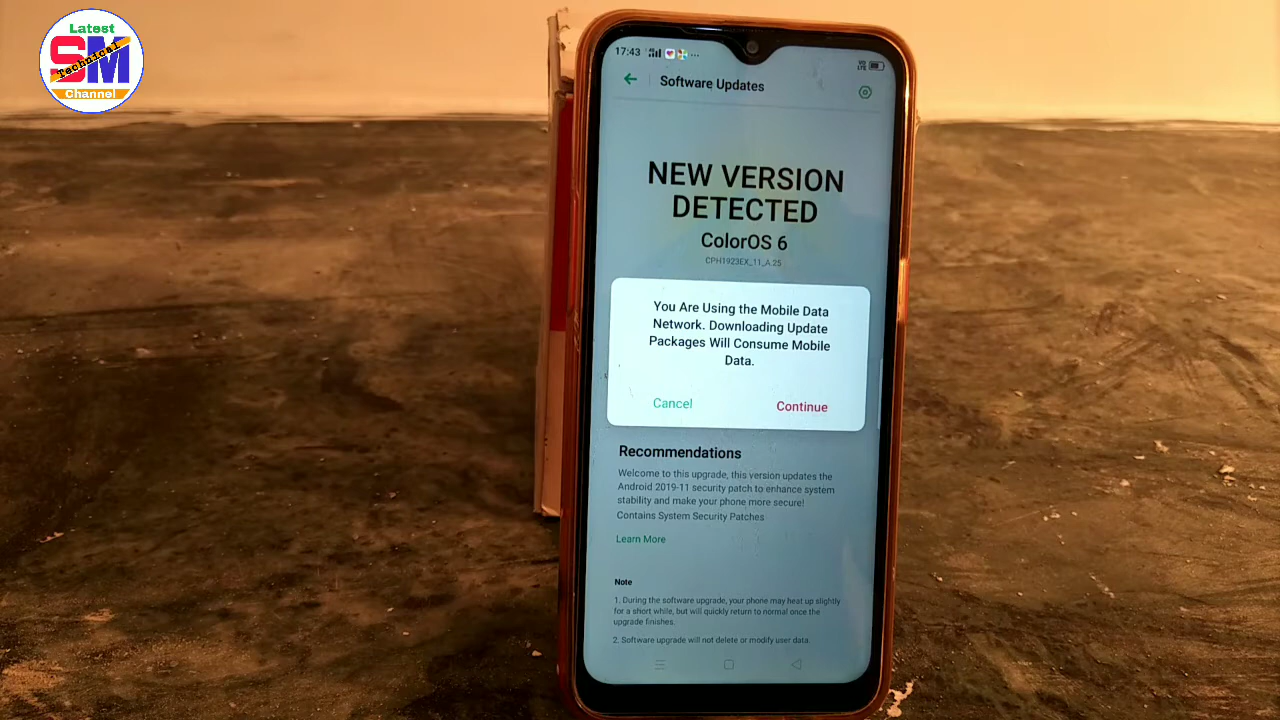 Latest
SM
Technical
Channel
17:43
Software Updates
NEW VERSION
DETECTED
ColorOS 6
CPH1923EX_11_A.25
You Are Using the Mobile Data
Network. Downloading Update
Packages Will Consume Mobile
Data.
Cancel
Continue
Recommendations
Welcome to this upgrade, this version updates the
Android 2019-11 security patch to enhance system
stability and make your phone more secure!
Contains System Security Patches
Learn More
Note
1. During the software upgrade, your phone may heat up slightly
for a short while, but will quickly return to normal once the
upgrade finishes.
2. Software upgrade will not delete or modify user data.